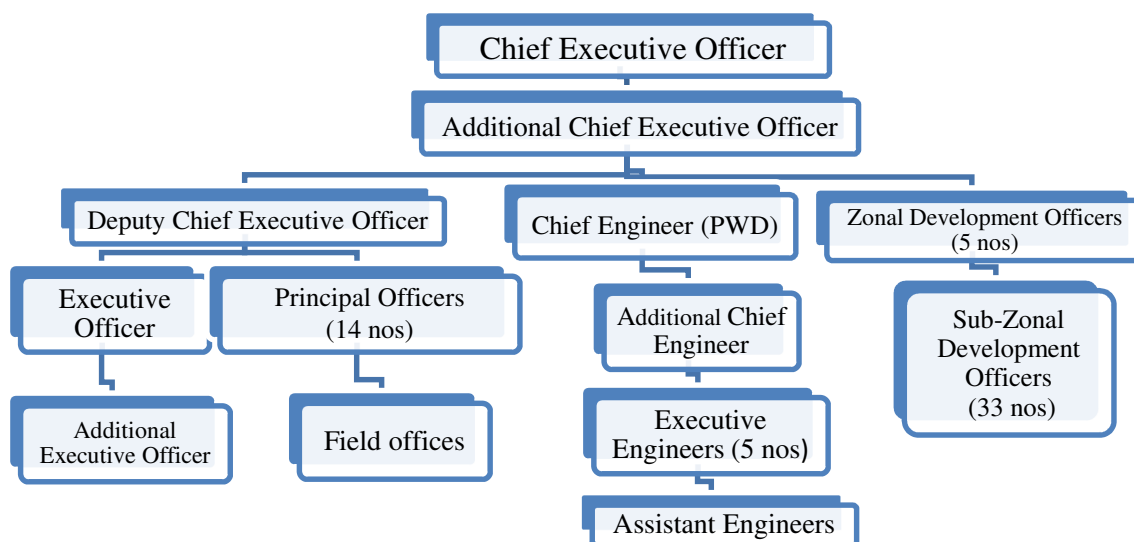 Chief Executive Officer
Additional Chief Executive Officer
Deputy Chief Executive Officer
Chief Engineer (PWD)
Zonal Development Officers
(5 nos)
Executive
Officer
Principal Officers
(14 nos)
Additional Chief
Engineer
Sub-Zonal
Development
Officers
(33 nos)
Additional
Executive Officer
Field offices
Executive
Engineers (5 nos)
Assistant Engineers